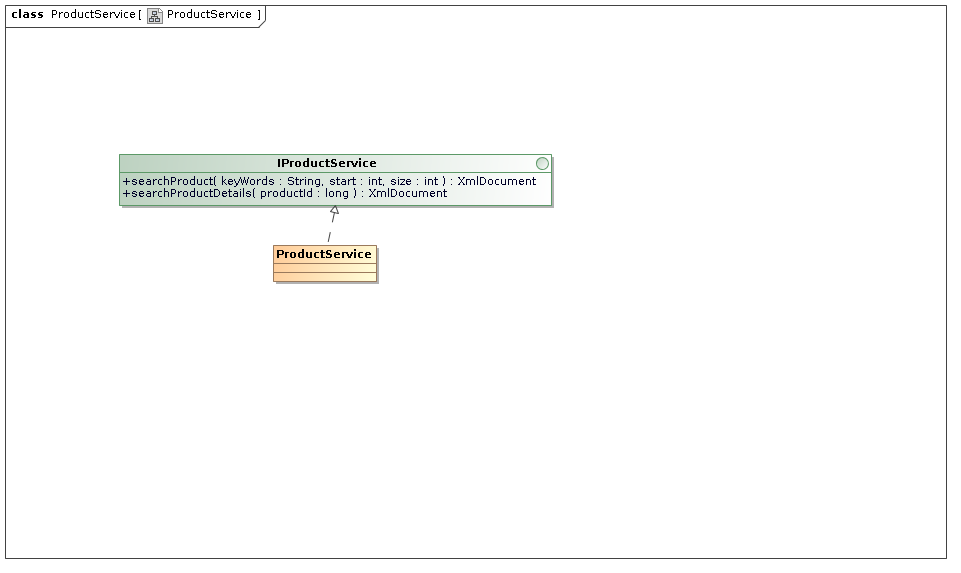 class ProductService[ ProductService ]
IProductService
+searchProduct( keyWords : String, start : int, size : int ) : XmlDocument
+searchProductDetails( productId : long ) : XmlDocument
ProductService